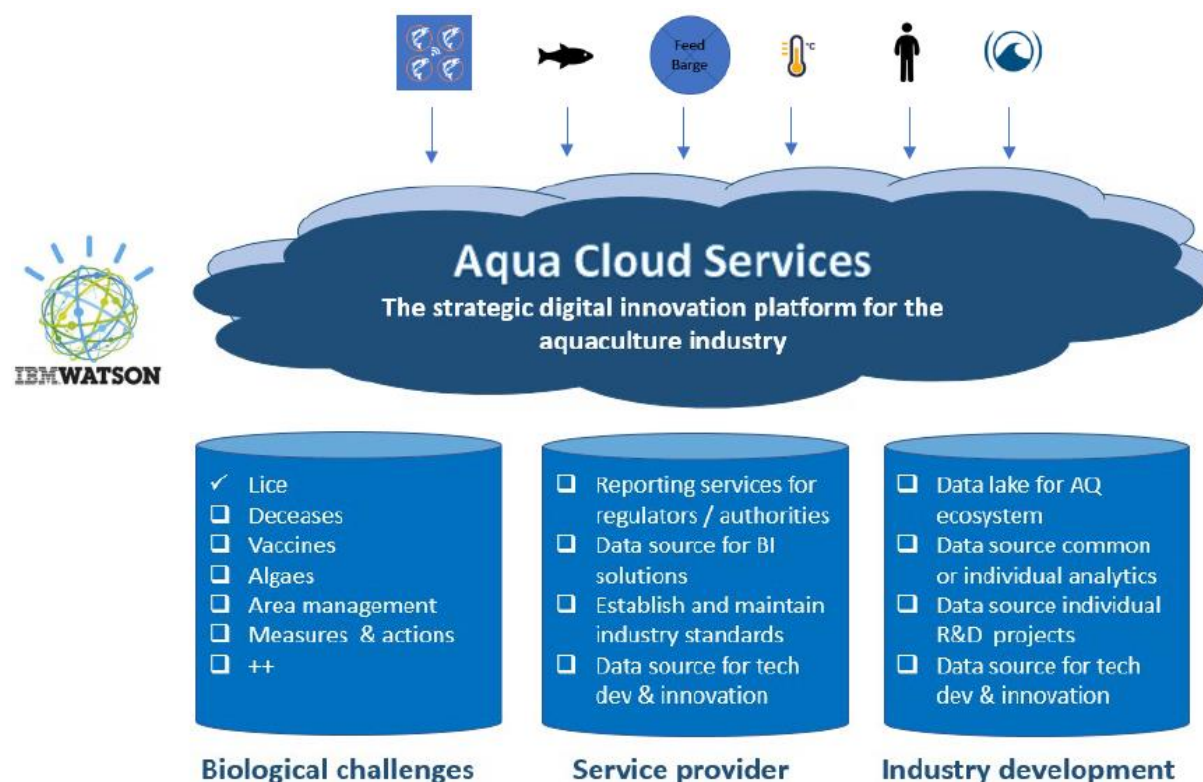 Feed
Barge
°C
Aqua Cloud Services
The strategic digital innovation platform for the
aquaculture industry
IBMWATSON
✓ Lice
❑ Deceases
❑ Vaccines
❑ Algaes
❑ Area management
❑ Measures & actions
❑ ++
❑ Reporting services for
regulators / authorities
❑ Data source for BI
solutions
❑ Establish and maintain
industry standards
❑ Data source for tech
dev & innovation
❑ Data lake for AQ
ecosystem
❑ Data source common
or individual analytics
❑ Data source individual
R&D projects
❑ Data source for tech
dev & innovation
Biological challenges
Service provider
Industry development